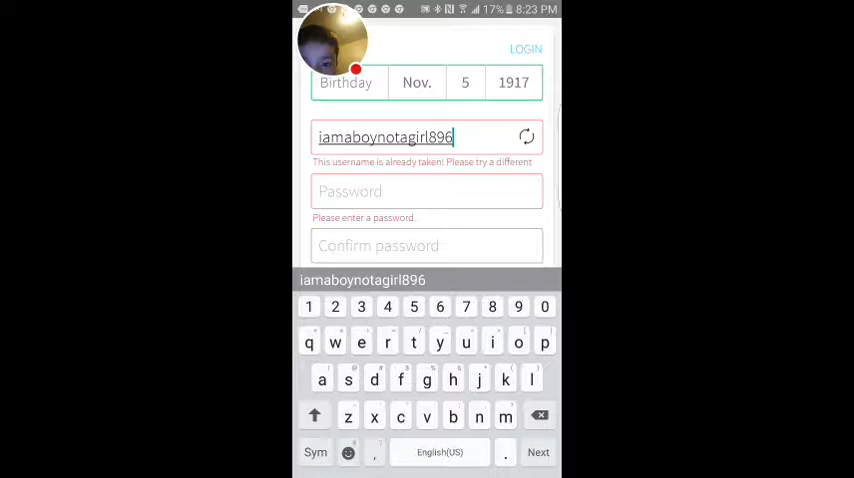 17% 8:23 PM
LOGIN
Birthday Nov. 5 1917
iamaboynotagirl896
This username is already taken! Please try a different
Password
Please enter a password.
Confirm password
iamaboynotagirl896
1 2 3 4 5 6 7 8 9 0
q w e r t y u i o p
a s d f g h j k l
z x c v b n m
Sym , English(US) . Next